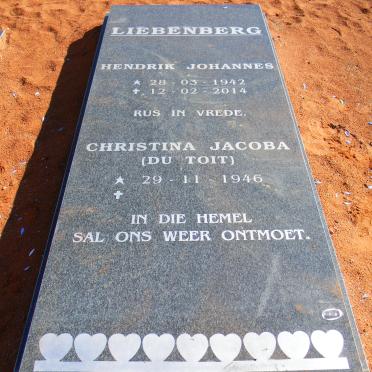 LIEBENBERG
HENDRIK JOHANNES
★ 28 - 03 - 1942
✝ 12 - 02 - 2014
RUS IN VREDE.
CHRISTINA JACOBA
(DU TOIT)
★ 29 - 11 - 1946
✝
IN DIE HEMEL
SAL ONS WEER ONTMOET.